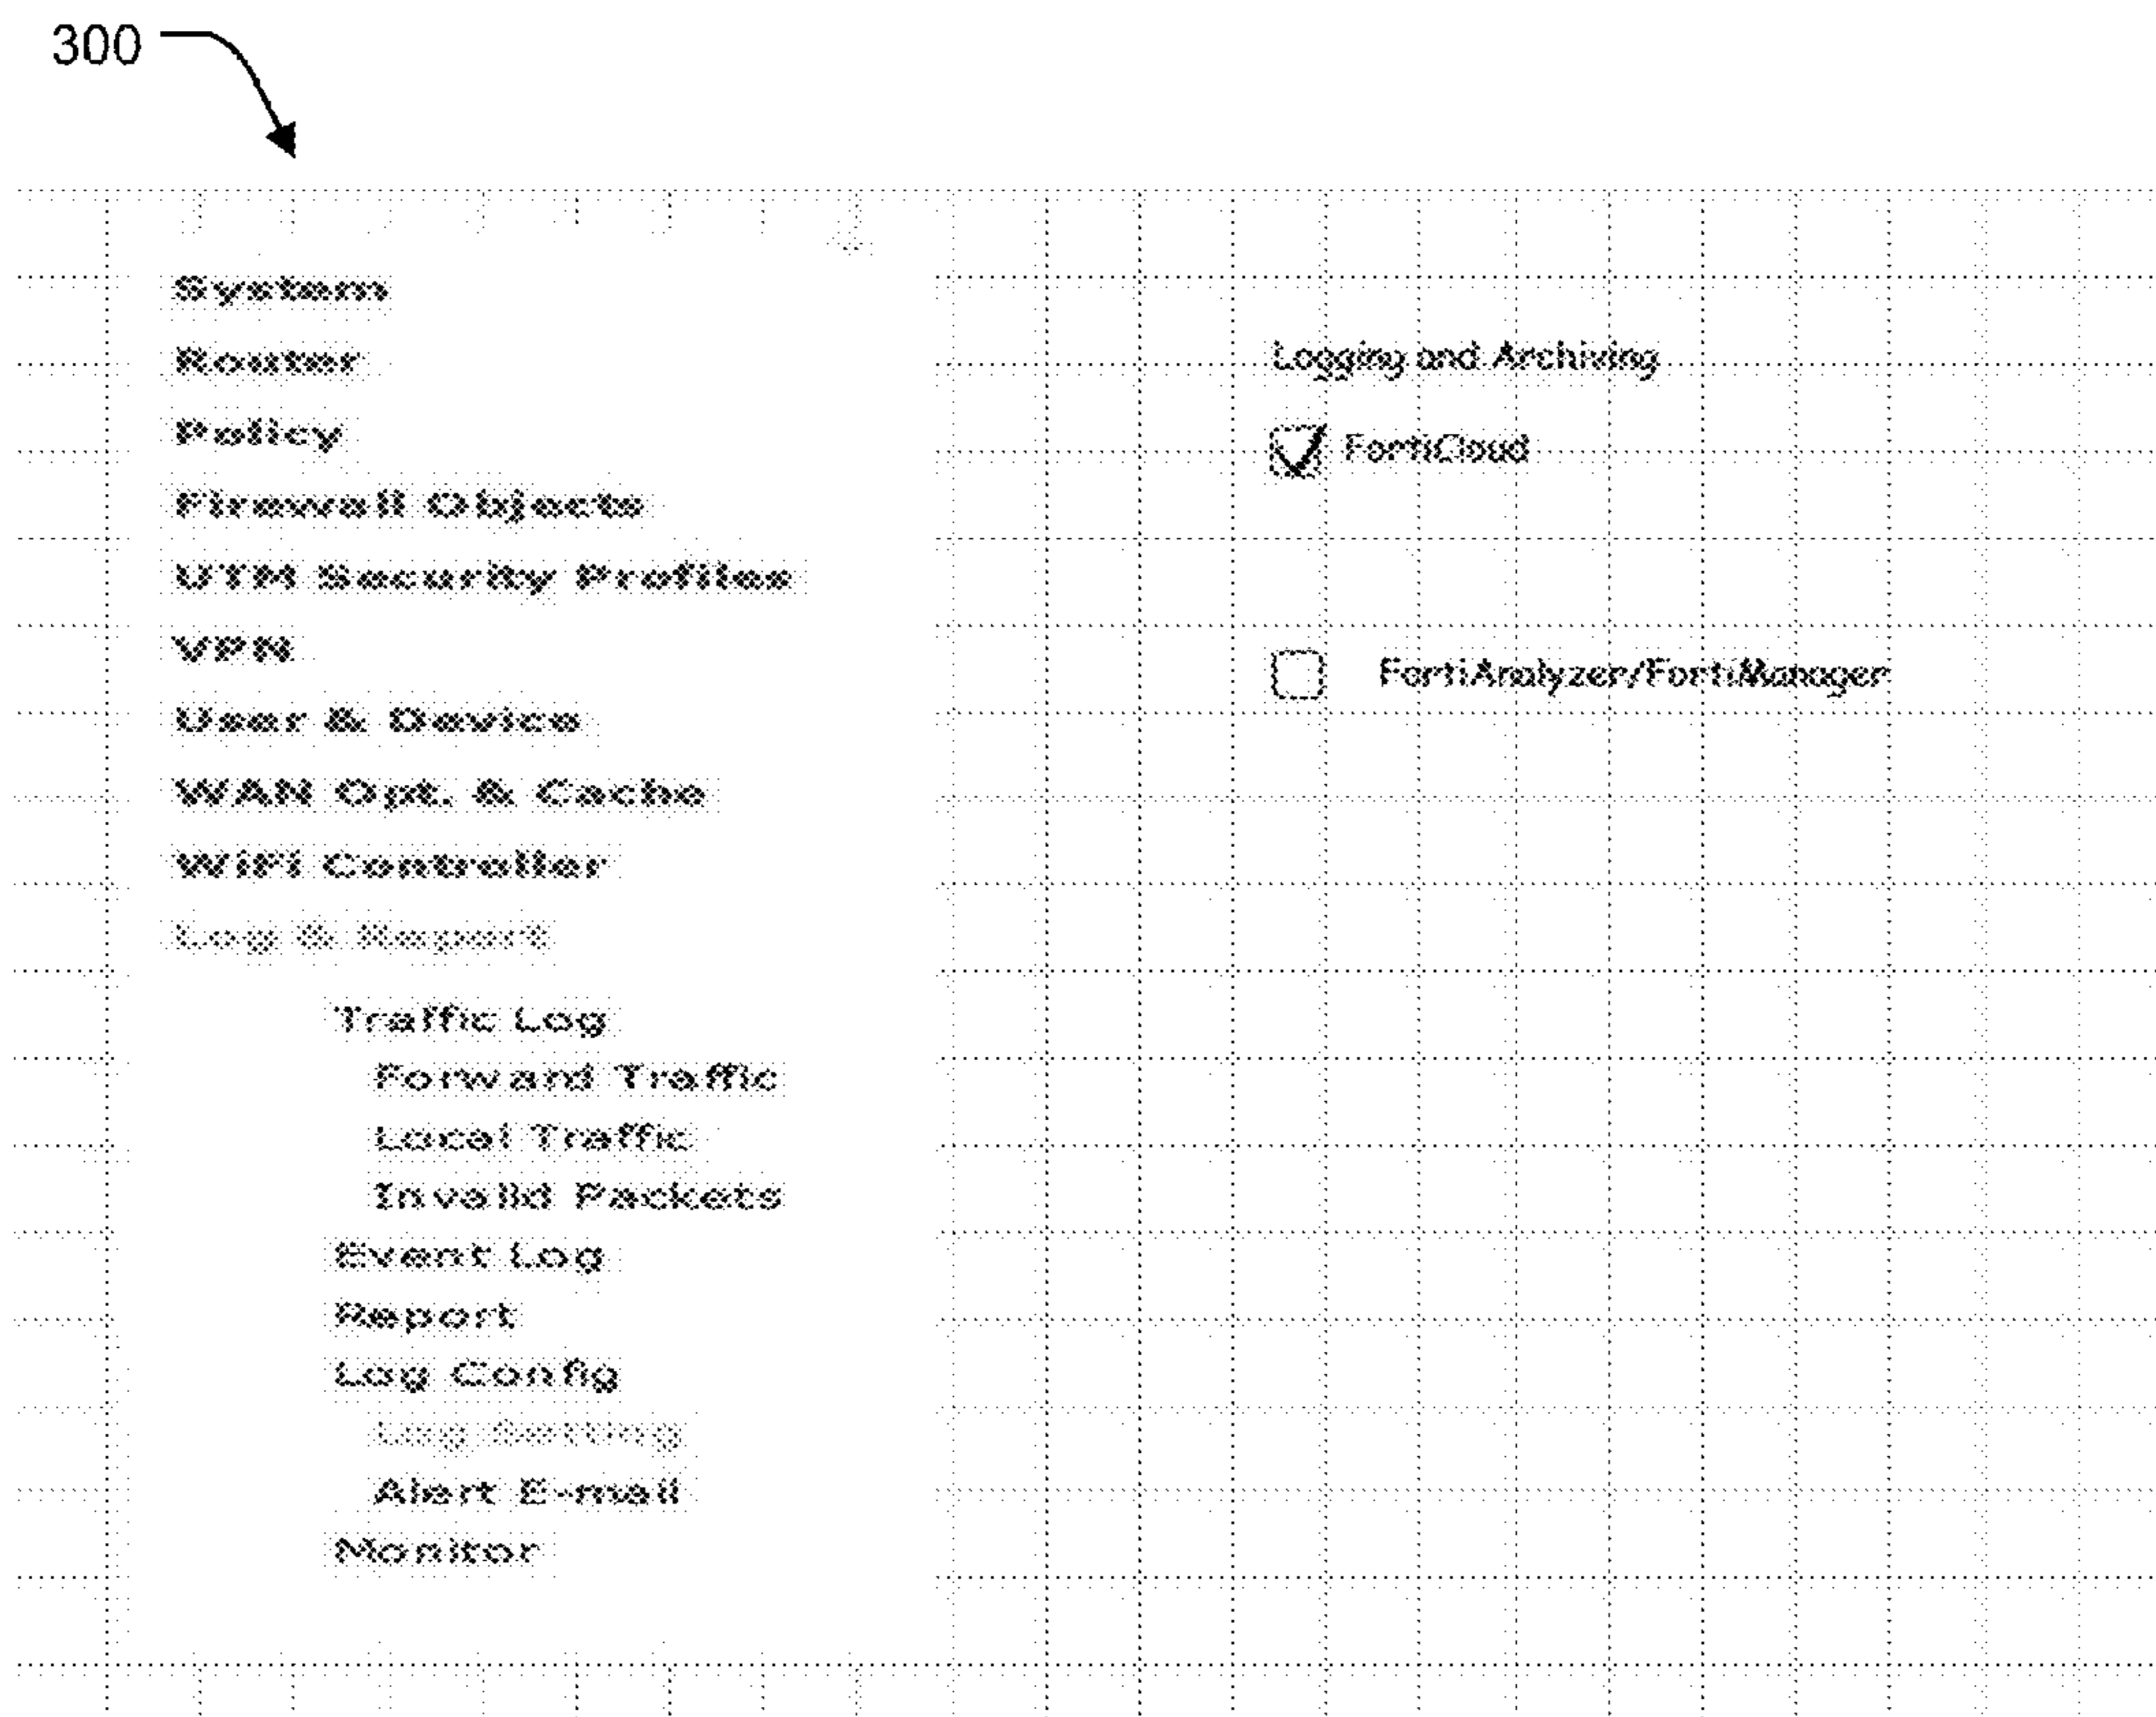 300
System
Router
Policy
Firewall Objects
UTM Security Profiles
VPN
User & Device
WAN Opt. & Cache
WiFi Controller
Log & Report
Traffic Log
Forward Traffic
Local Traffic
Invalid Packets
Event Log
Report
Log Config
Log Setting
Alert E-mail
Monitor
Logging and Archiving
FortiCloud
FortiAnalyzer/FortiManager